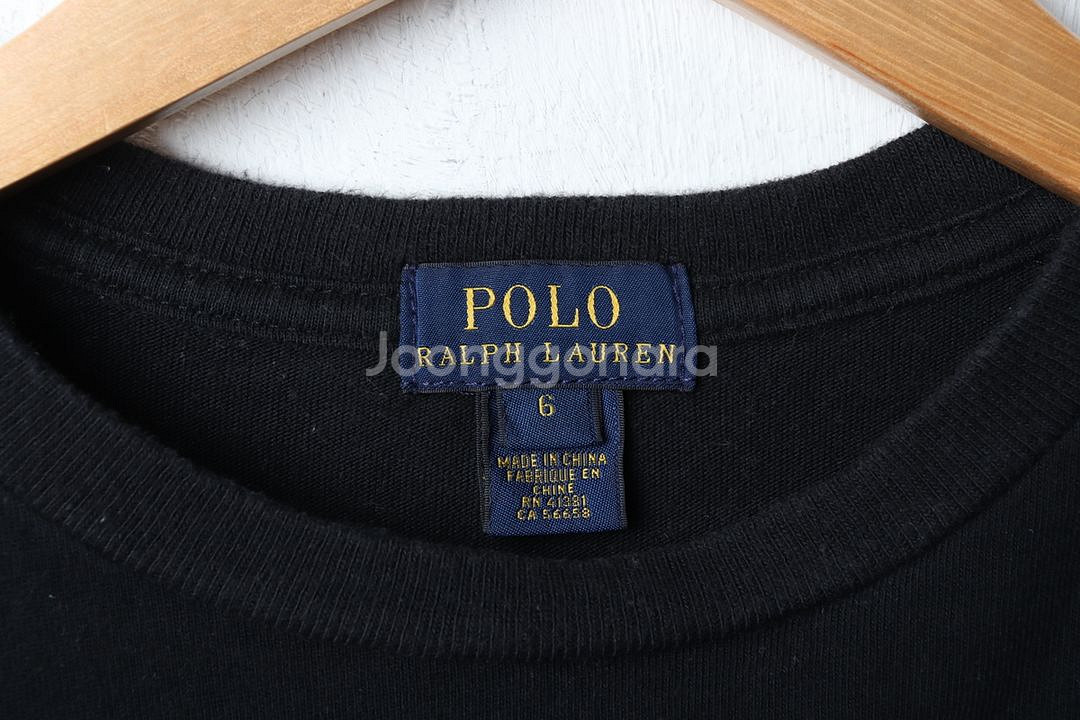 POLO
RALPH LAUREN
Joonggonara
6
MADE IN CHINA
FABRIQUE EN
CHINE
RN 41381
CA 56658